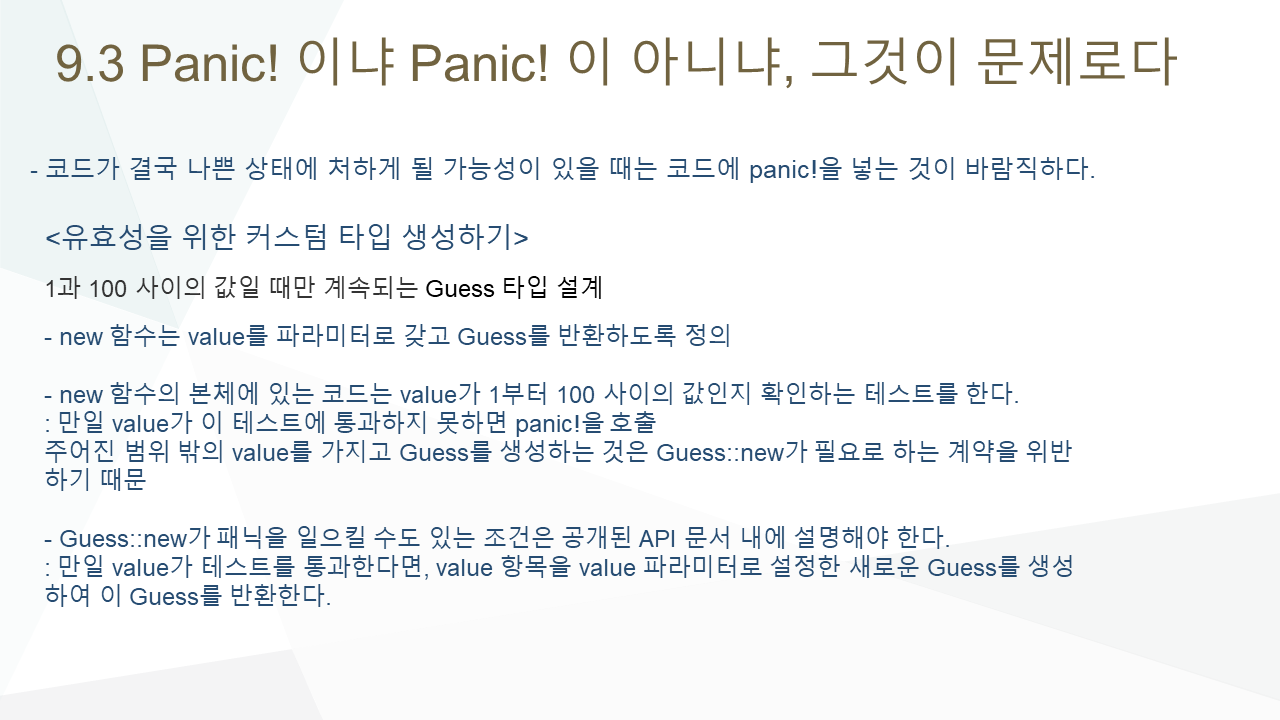 9.3 Panic! 이냐 Panic! 이 아니냐, 그것이 문제로다
- 코드가 결국 나쁜 상태에 처하게 될 가능성이 있을 때는 코드에 panic!을 넣는 것이 바람직하다.
<유효성을 위한 커스텀 타입 생성하기>
1과 100 사이의 값일 때만 계속되는 Guess 타입 설계
- new 함수는 value를 파라미터로 갖고 Guess를 반환하도록 정의
- new 함수의 본체에 있는 코드는 value가 1부터 100 사이의 값인지 확인하는 테스트를 한다.
: 만일 value가 이 테스트에 통과하지 못하면 panic!을 호출
주어진 범위 밖의 value를 가지고 Guess를 생성하는 것은 Guess::new가 필요로 하는 계약을 위반
하기 때문
- Guess::new가 패닉을 일으킬 수도 있는 조건은 공개된 API 문서 내에 설명해야 한다.
: 만일 value가 테스트를 통과한다면, value 항목을 value 파라미터로 설정한 새로운 Guess를 생성
하여 이 Guess를 반환한다.